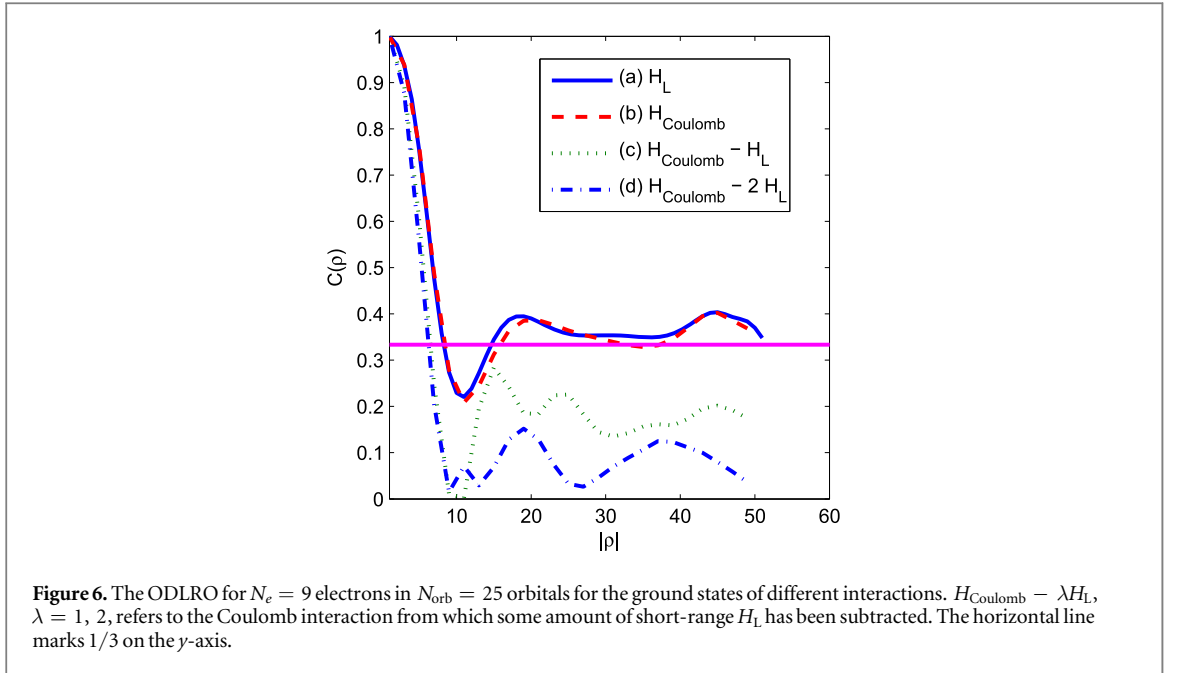 1
0.9
0.8
0.7
0.6
0.5
0.4
0.3
0.2
0.1
0
C(ρ)
(a) H_L
(b) H_Coulomb
(c) H_Coulomb − H_L
(d) H_Coulomb − 2 H_L
10 20 30 40 50 60
|ρ|
Figure 6. The ODLRO for N_e = 9 electrons in N_orb = 25 orbitals for the ground states of different interactions. H_Coulomb − λH_L,
λ = 1, 2, refers to the Coulomb interaction from which some amount of short-range H_L has been subtracted. The horizontal line
marks 1/3 on the y-axis.